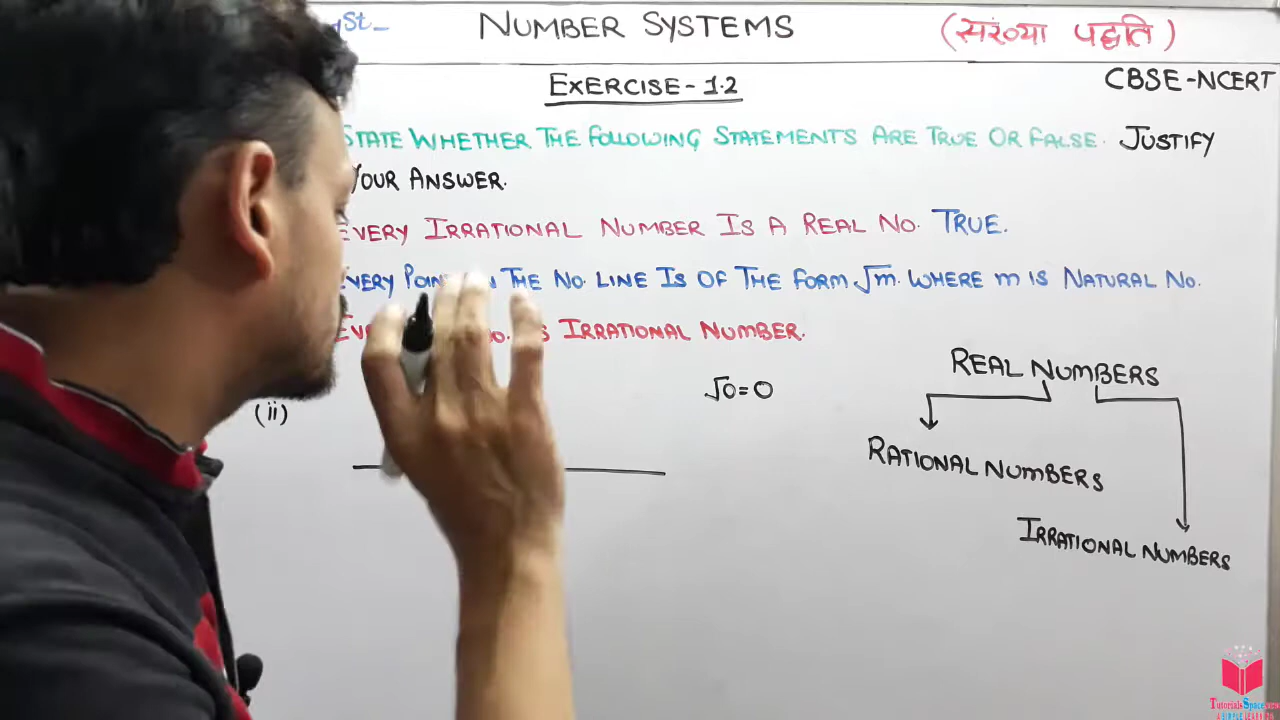 NUMBER SYSTEMS (संख्या पद्धति)
EXERCISE-1.2 CBSE-NCERT
STATE WHETHER THE FOLLOWING STATEMENTS ARE TRUE OR FALSE. JUSTIFY
YOUR ANSWER.
EVERY IRRATIONAL NUMBER IS A REAL NO. TRUE.
EVERY THE NO. LINE IS OF THE FORM √m. WHERE m IS NATURAL NO.
IRRATIONAL NUMBER.
REAL NUMBERS
(ii) √0=0
RATIONAL NUMBERS
IRRATIONAL NUMBERS